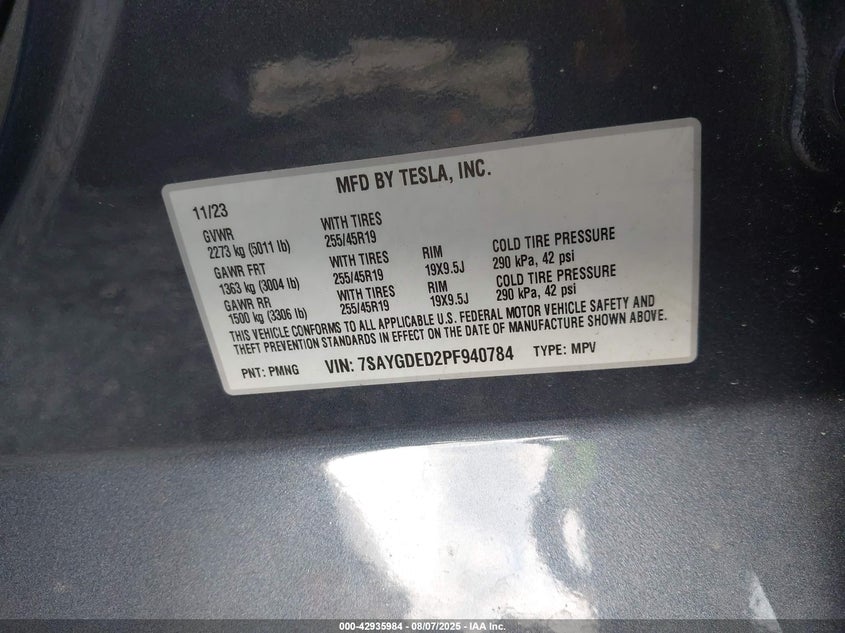 MFD BY TESLA, INC.
11/23
GVWR WITH TIRES
2273 kg (5011 lb) 255/45R19
GAWR FRT WITH TIRES RIM COLD TIRE PRESSURE
1363 kg (3004 lb) 255/45R19 19X9.5J 290 kPa, 42 psi
GAWR RR WITH TIRES RIM COLD TIRE PRESSURE
1500 kg (3306 lb) 255/45R19 19X9.5J 290 kPa, 42 psi
THIS VEHICLE CONFORMS TO ALL APPLICABLE U.S. FEDERAL MOTOR VEHICLE SAFETY AND
THEFT PREVENTION STANDARDS IN EFFECT ON THE DATE OF MANUFACTURE SHOWN ABOVE.
PNT: PMNG VIN: 7SAYGDED2PF940784 TYPE: MPV
000-42935984 - 08/07/2025 - IAA Inc.